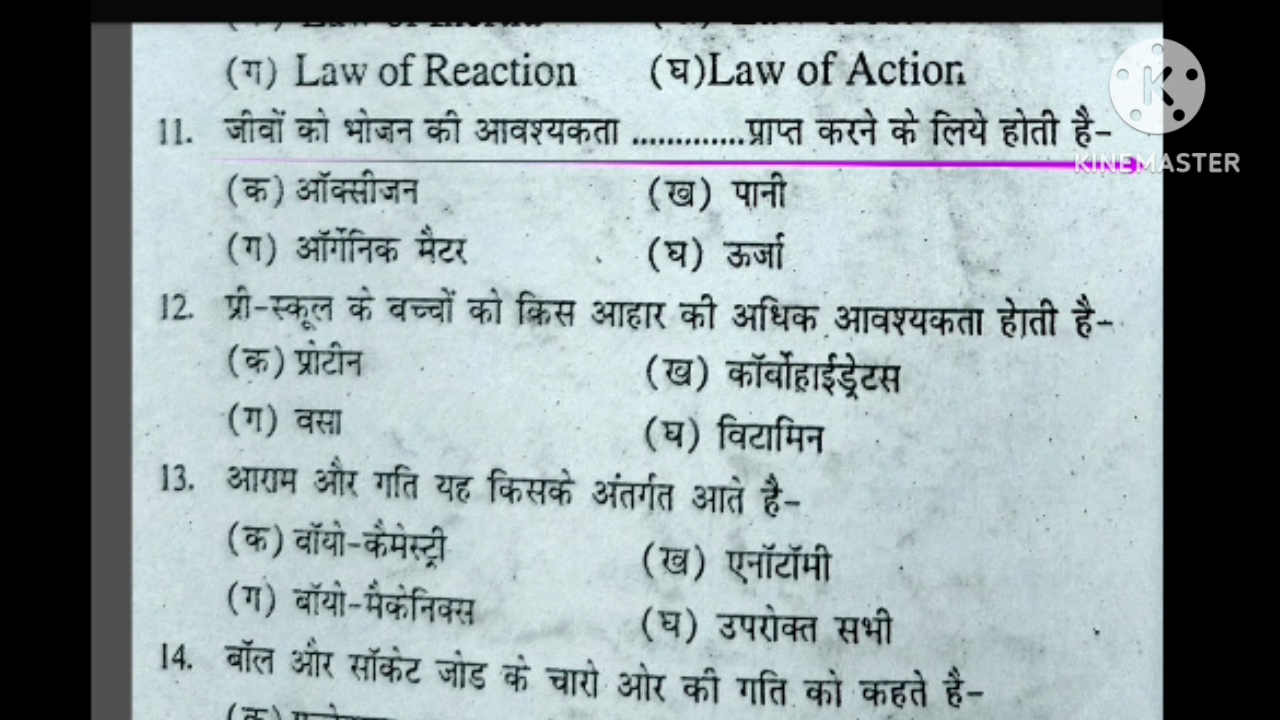 (ग) Law of Reaction (घ)Law of Action
11. जीवों को भोजन की आवश्यकता .............प्राप्त करने के लिये होती है-
KINEMASTER
(क) ऑक्सीजन (ख) पानी
(ग) ऑर्गेनिक मैटर (घ) ऊर्जा
12. प्री-स्कूल के बच्चों को किस आहार की अधिक आवश्यकता हेाती है-
(क) प्रोटीन (ख) कॉर्वोहाईड्रेटस
(ग) वसा (घ) विटामिन
13. आराम और गति यह किसके अंतर्गत आते है-
(क) वॉयो-कैमेस्ट्री (ख) एनॉटॉमी
(ग) बॉयो-मैकेनिक्स (घ) उपरोक्त सभी
14. बॉल और सॉकेट जोड के चारो ओर की गति को कहते है-